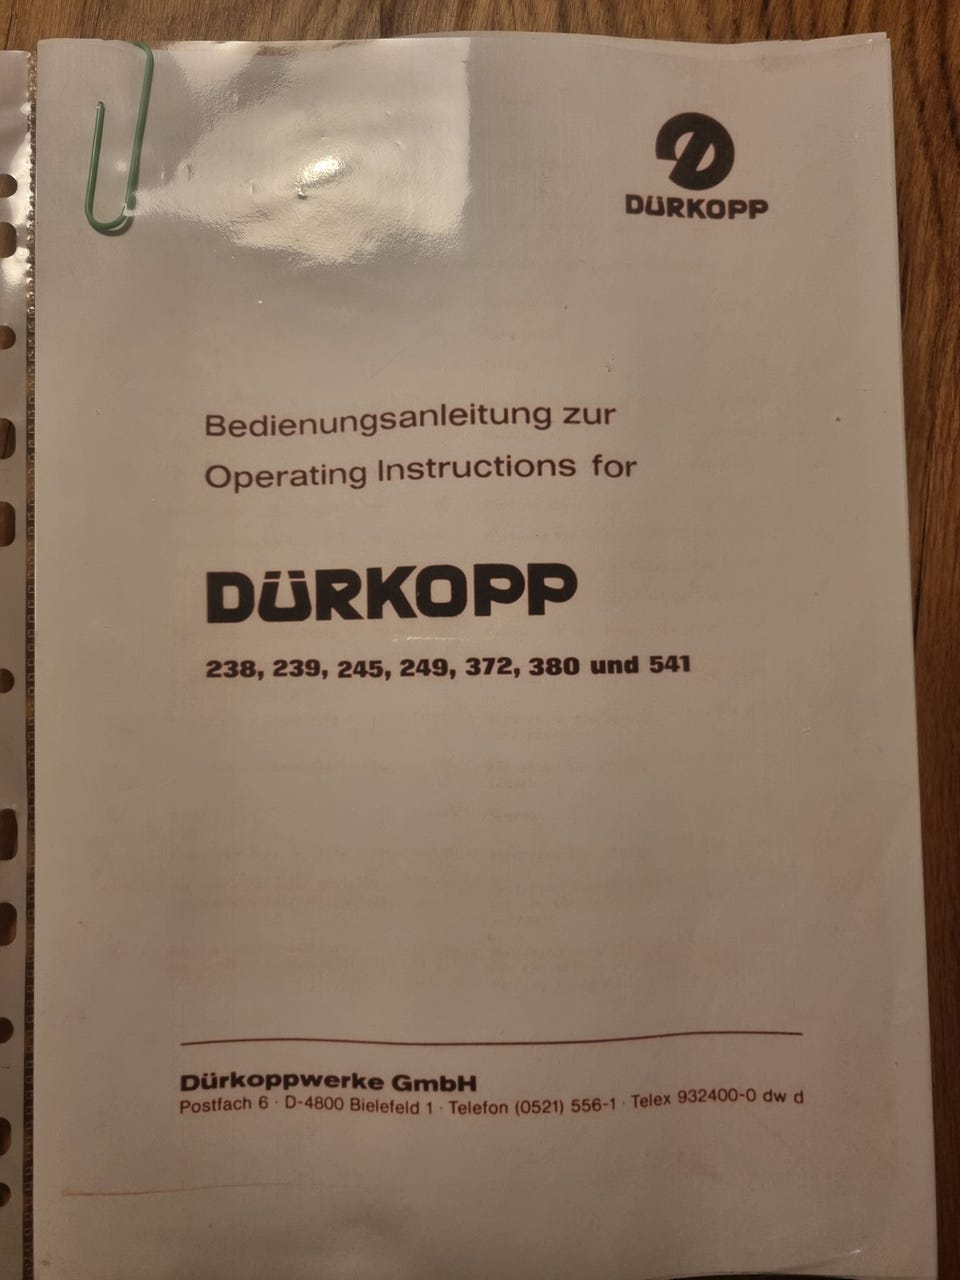 DÜRKOPP
Bedienungsanleitung zur
Operating Instructions for
DÜRKOPP
238, 239, 245, 249, 372, 380 und 541
Dürkoppwerke GmbH
Postfach 6 · D-4800 Bielefeld 1 · Telefon (0521) 556-1 · Telex 932400-0 dw d